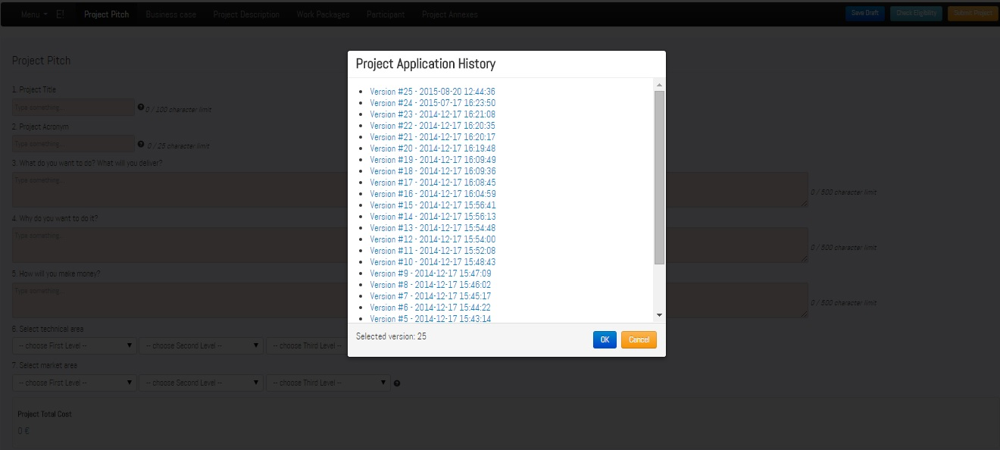 Menu E! Project Pitch Business case Project Description Work Packages Participant Project Annexes Save Draft Check Eligibility Submit Project
Project Pitch
1. Project Title
Type something...
0 / 100 character limit
2. Project Acronym
Type something...
0 / 25 character limit
3. What do you want to do? What will you deliver?
Type something...
0 / 500 character limit
4. Why do you want to do it?
Type something...
0 / 500 character limit
5. How will you make money?
Type something...
0 / 500 character limit
6. Select technical area
-- choose First Level -- -- choose Second Level -- -- choose Third Level
7. Select market area
-- choose First Level -- -- choose Second Level -- -- choose Third Level --
Project Total Cost
0 €
Project Application History
Version #25 - 2015-08-20 12:44:36
Version #24 - 2015-07-17 16:23:50
Version #23 - 2014-12-17 16:21:08
Version #22 - 2014-12-17 16:20:35
Version #21 - 2014-12-17 16:20:17
Version #20 - 2014-12-17 16:19:48
Version #19 - 2014-12-17 16:09:49
Version #18 - 2014-12-17 16:09:36
Version #17 - 2014-12-17 16:08:45
Version #16 - 2014-12-17 16:04:59
Version #15 - 2014-12-17 15:56:41
Version #14 - 2014-12-17 15:56:13
Version #13 - 2014-12-17 15:54:48
Version #12 - 2014-12-17 15:54:00
Version #11 - 2014-12-17 15:52:08
Version #10 - 2014-12-17 15:48:43
Version #9 - 2014-12-17 15:47:09
Version #8 - 2014-12-17 15:46:02
Version #7 - 2014-12-17 15:45:17
Version #6 - 2014-12-17 15:44:22
Version #5 - 2014-12-17 15:43:14
Selected version: 25
OK Cancel